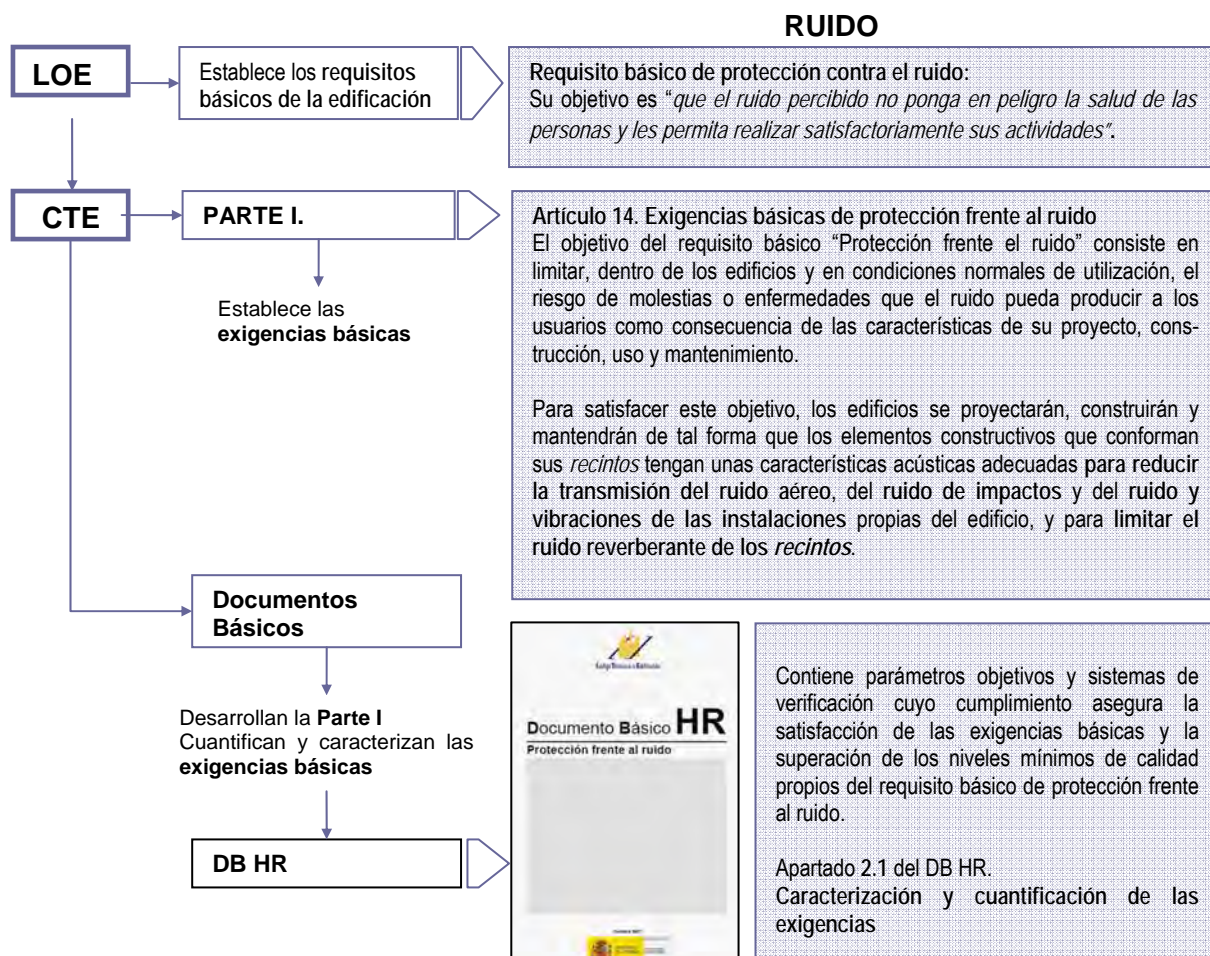 RUIDO
LOE
Establece los requisitos
básicos de la edificación
Requisito básico de protección contra el ruido:
Su objetivo es “que el ruido percibido no ponga en peligro la salud de las
personas y les permita realizar satisfactoriamente sus actividades”.
CTE
PARTE I.
Establece las
exigencias básicas
Artículo 14. Exigencias básicas de protección frente al ruido
El objetivo del requisito básico “Protección frente el ruido” consiste en
limitar, dentro de los edificios y en condiciones normales de utilización, el
riesgo de molestias o enfermedades que el ruido pueda producir a los
usuarios como consecuencia de las características de su proyecto, cons-
trucción, uso y mantenimiento.
Para satisfacer este objetivo, los edificios se proyectarán, construirán y
mantendrán de tal forma que los elementos constructivos que conforman
sus recintos tengan unas características acústicas adecuadas para reducir
la transmisión del ruido aéreo, del ruido de impactos y del ruido y
vibraciones de las instalaciones propias del edificio, y para limitar el
ruido reverberante de los recintos.
Documentos
Básicos
Desarrollan la Parte I
Cuantifican y caracterizan las
exigencias básicas
DB HR
Documento Básico HR
Protección frente al ruido
Contiene parámetros objetivos y sistemas de
verificación cuyo cumplimiento asegura la
satisfacción de las exigencias básicas y la
superación de los niveles mínimos de calidad
propios del requisito básico de protección frente
al ruido.
Apartado 2.1 del DB HR.
Caracterización y cuantificación de las
exigencias